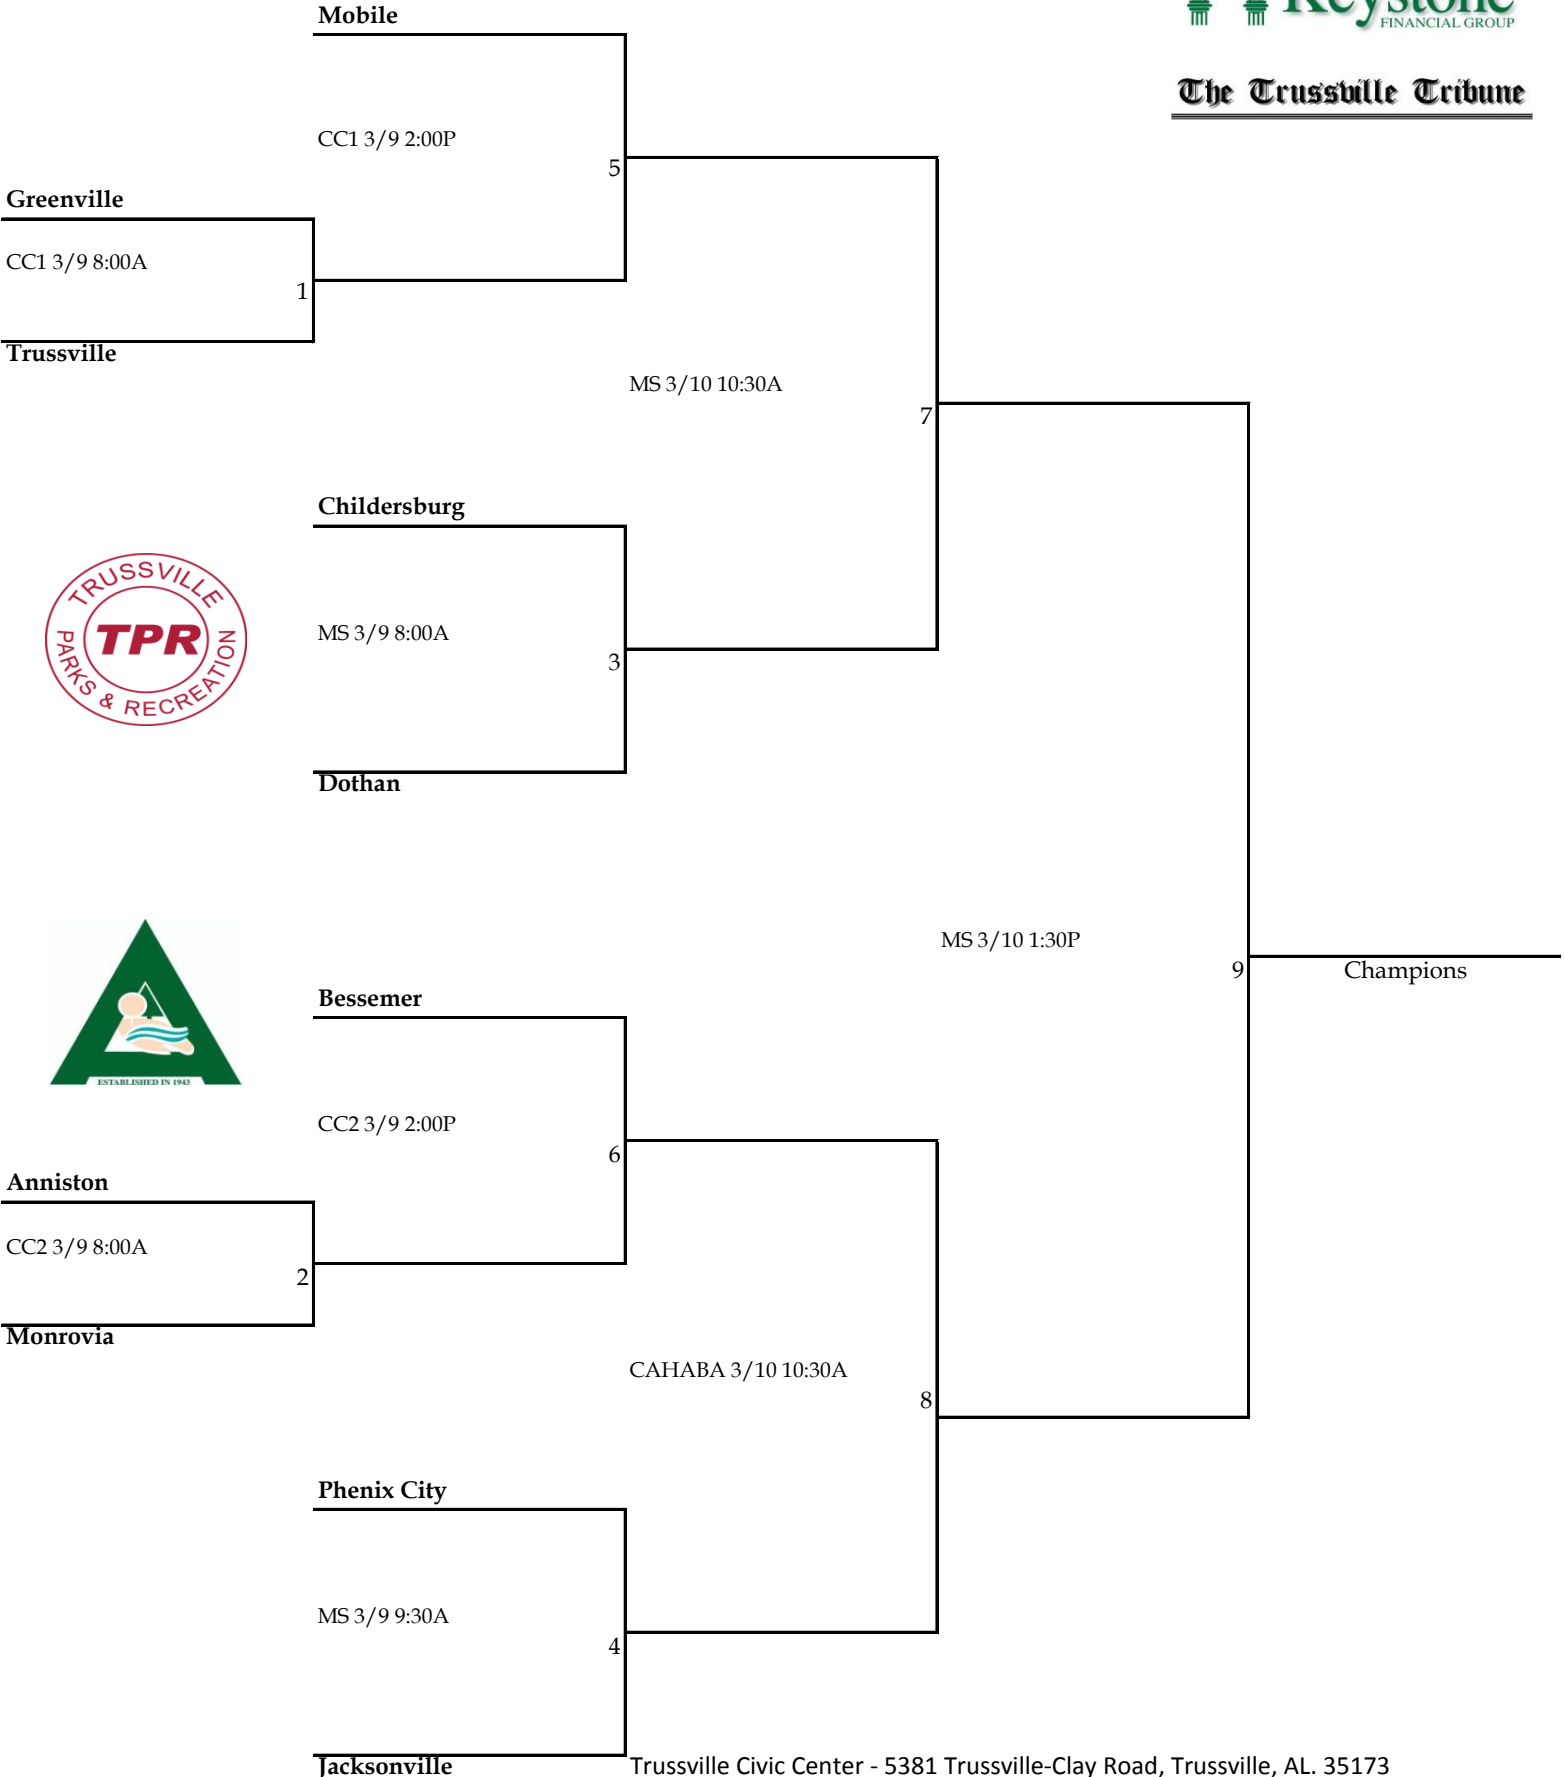 Keystone
FINANCIAL GROUP
The Trussville Tribune
Mobile
CC1 3/9 2:00P
5
Greenville
CC1 3/9 8:00A
1
Trussville
MS 3/10 10:30A
7
Childersburg
TRUSSVILLE
TPR
PARKS & RECREATION
MS 3/9 8:00A
3
Dothan
MS 3/10 1:30P
9
Champions
ESTABLISHED IN 1943
Bessemer
CC2 3/9 2:00P
6
Anniston
CC2 3/9 8:00A
2
Monrovia
CAHABA 3/10 10:30A
8
Phenix City
MS 3/9 9:30A
4
Jacksonville
Trussville Civic Center - 5381 Trussville-Clay Road, Trussville, AL. 35173